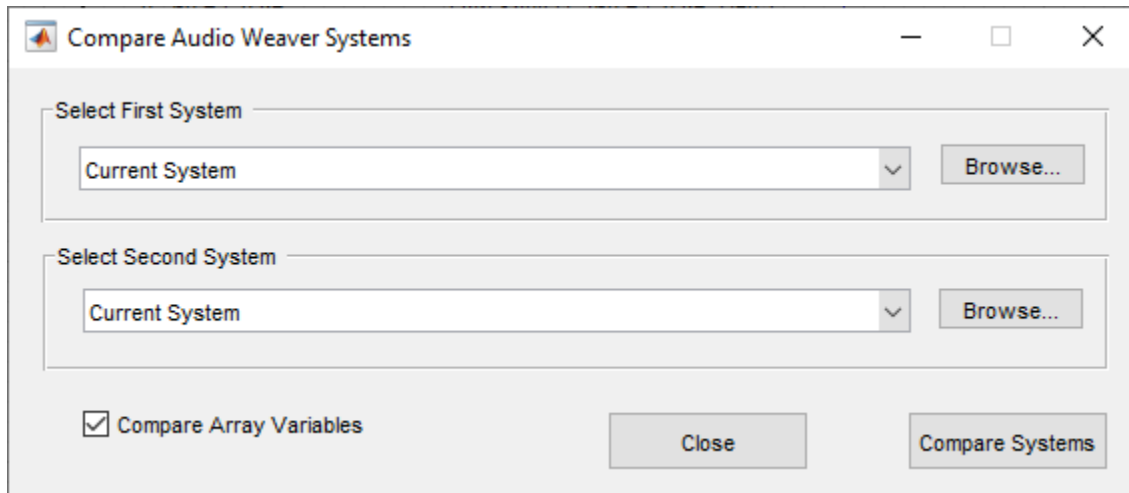 Compare Audio Weaver Systems
Select First System
Current System
Browse...
Select Second System
Current System
Browse...
Compare Array Variables
Close
Compare Systems